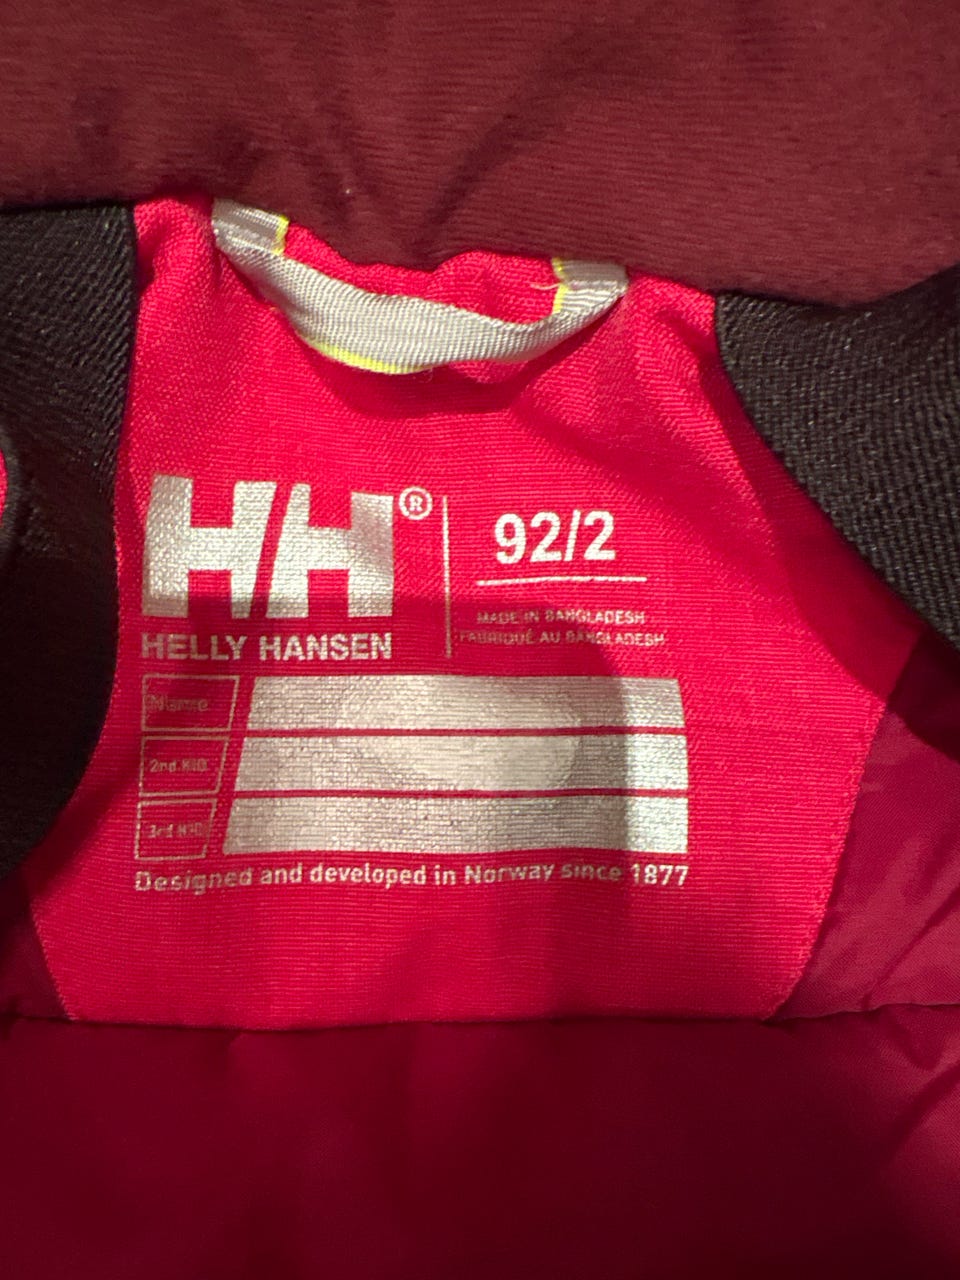 HH®
HELLY HANSEN
92/2
MADE IN BANGLADESH
FABRIQUÉ AU BANGLADESH
Name
2nd KID
3rd KID
Designed and developed in Norway since 1877